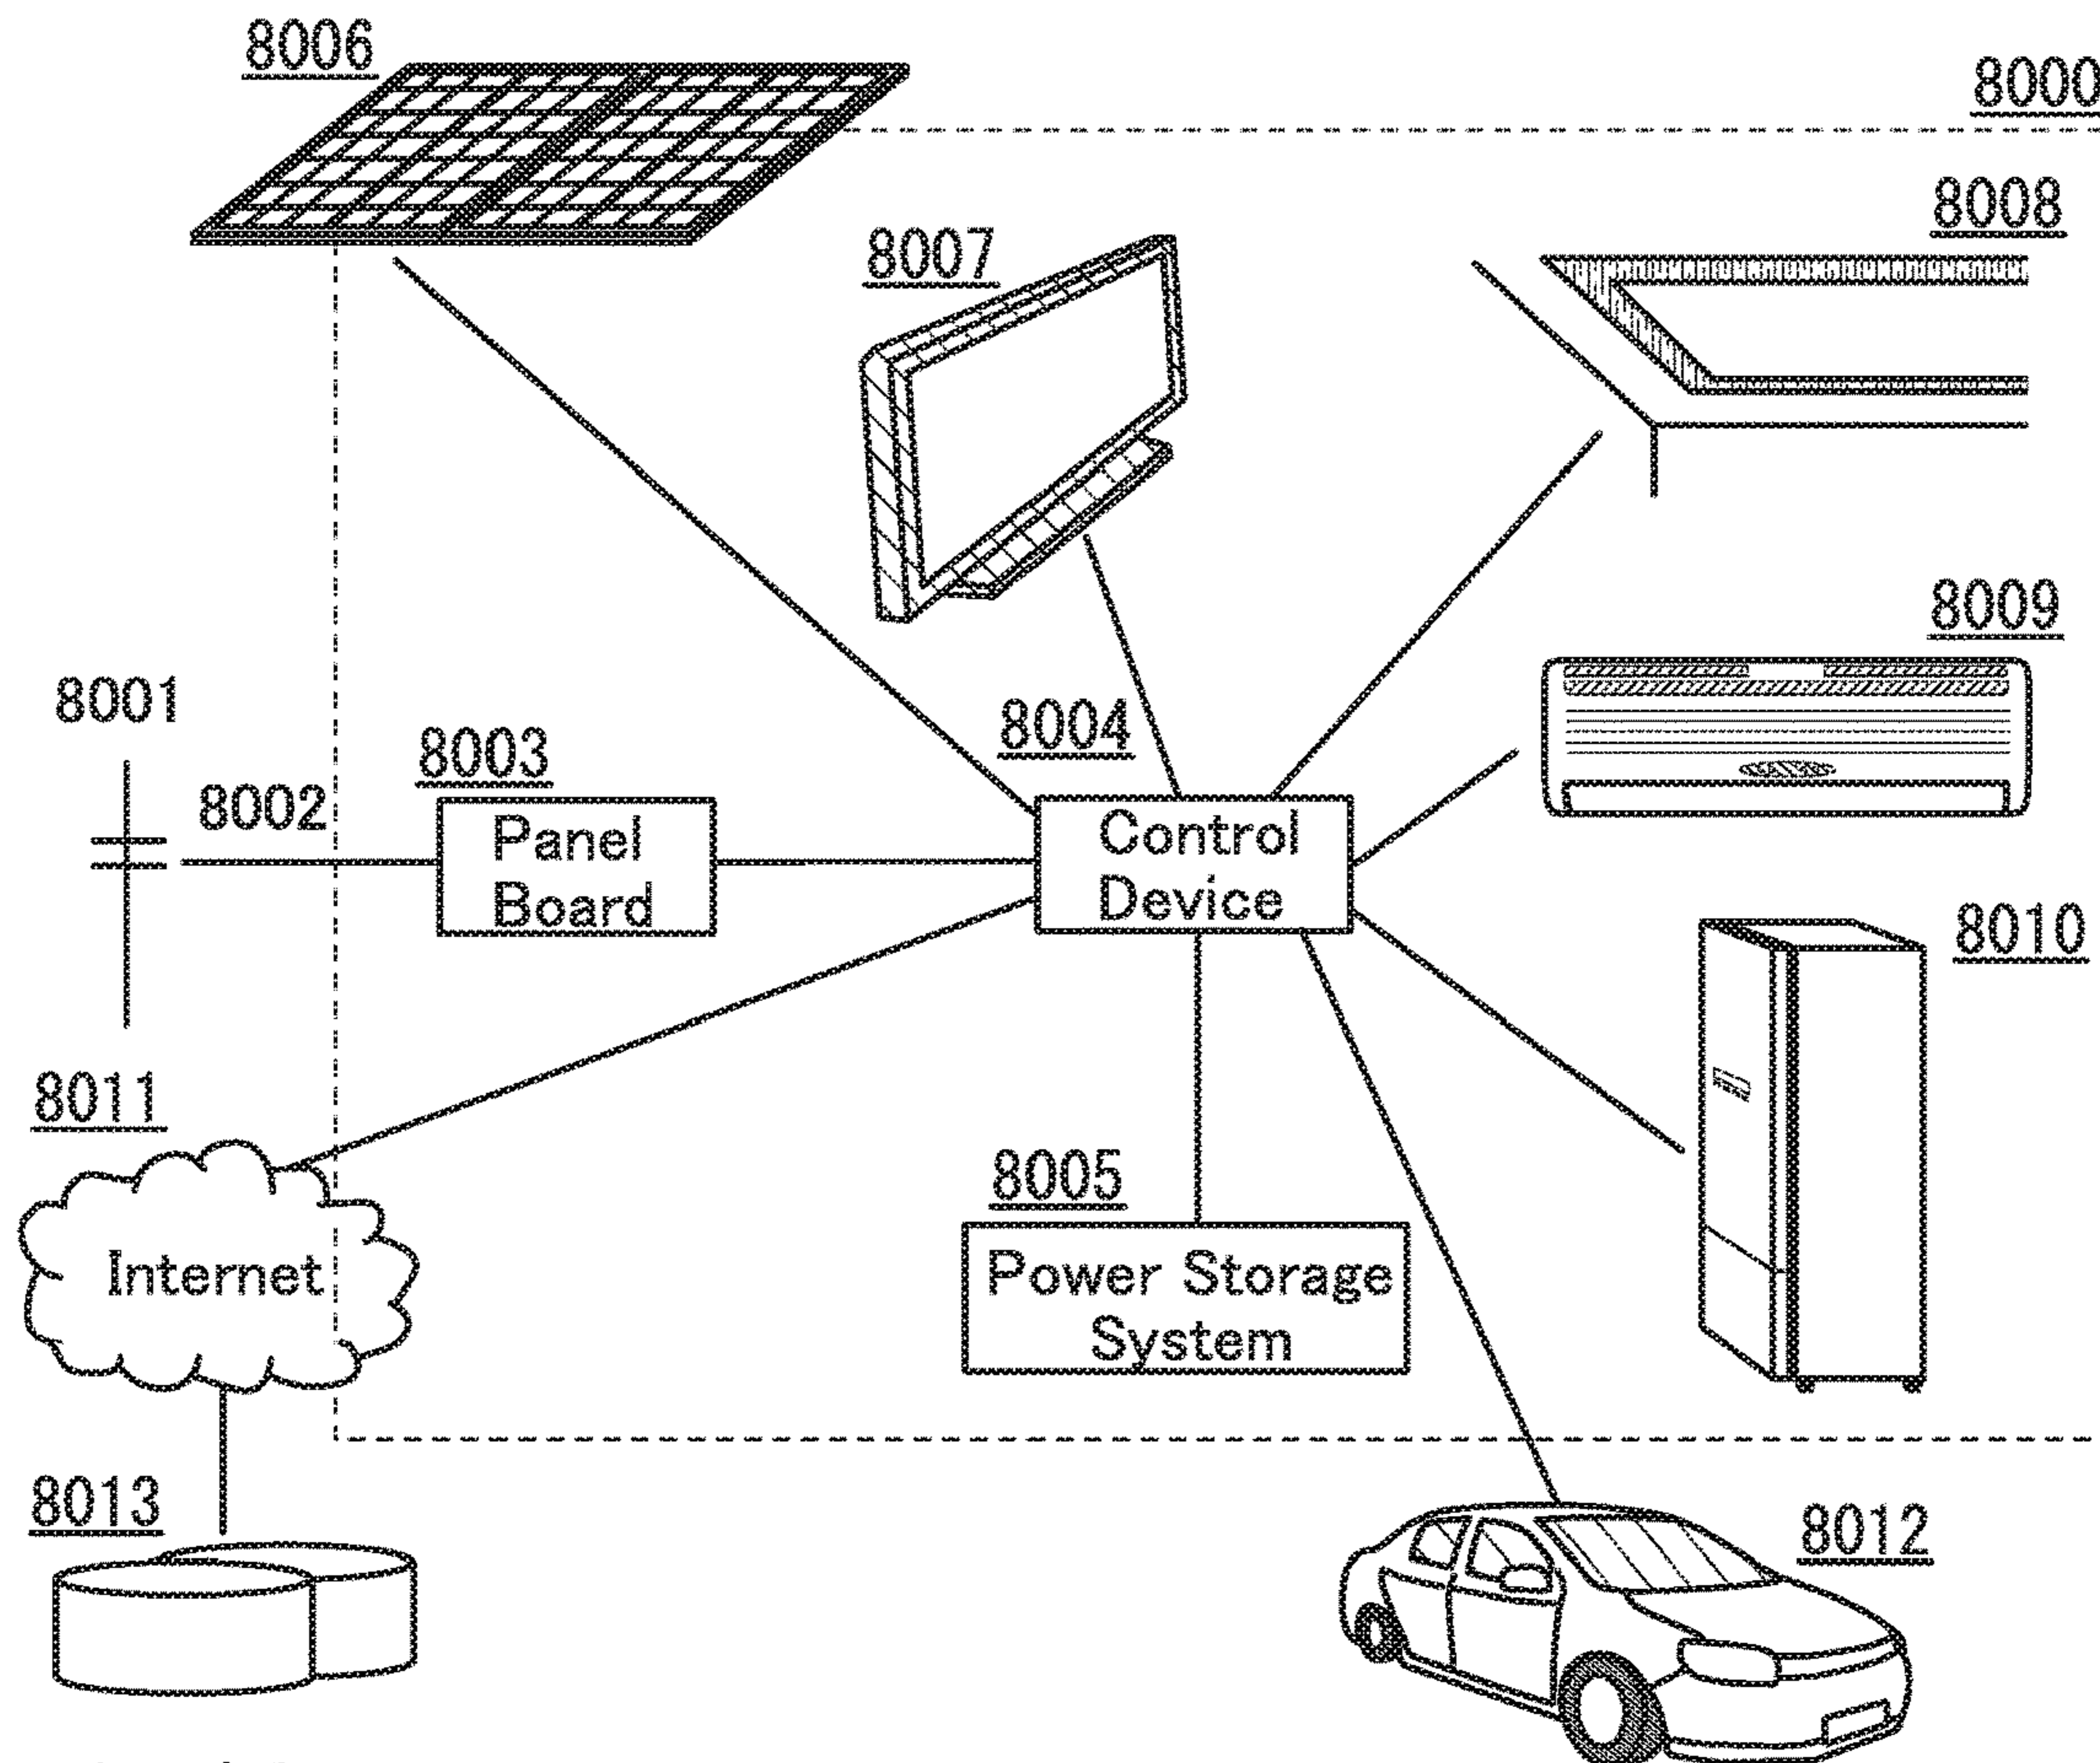 8006
8000
8008
8007
8009
8001
8004
8003
8002
Panel
Board
Control
Device
8010
8011
8005
Internet
Power Storage
System
8013
8012